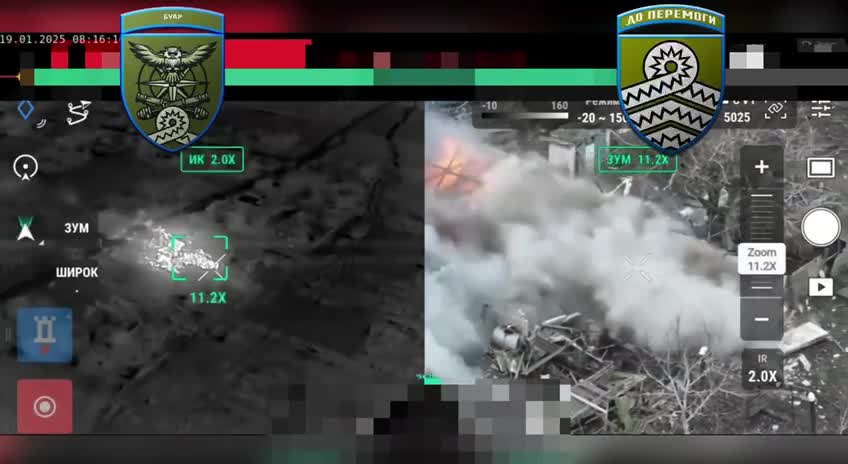 БУАР
ДО ПЕРЕМОГИ
19.01.2025 08:16:1
-10 160
-20 ~ 150
5025
ИК 2.0X
ЗУМ 11.2X
ЗУМ
ШИРОК
11.2X
Zoom
11.2X
IR
2.0X